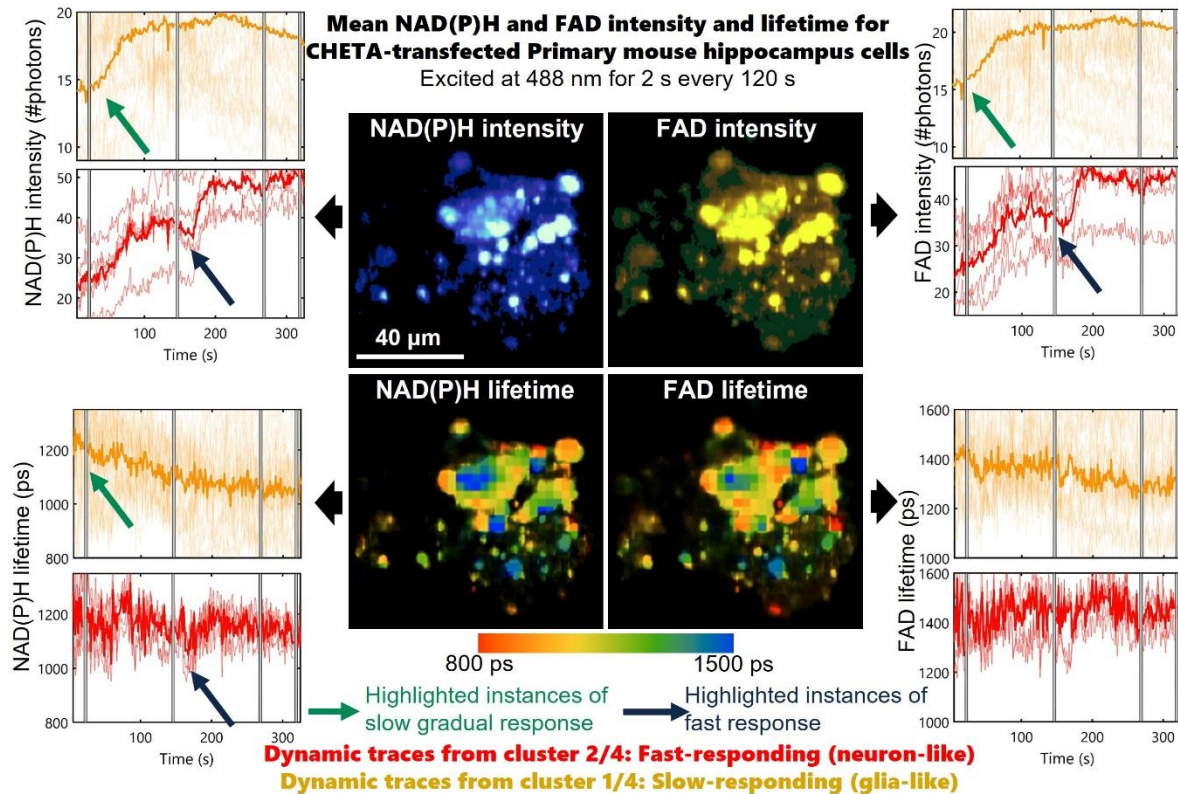 Mean NAD(P)H and FAD intensity and lifetime for
CHETA-transfected Primary mouse hippocampus cells
Excited at 488 nm for 2 s every 120 s
NAD(P)H intensity (#photons)
20
15
10
50
40
30
20
100
200
300
Time (s)
NAD(P)H intensity
FAD intensity
40 µm
FAD intensity (#photons)
20
15
10
FAD intensity
40
30
20
100
200
300
Time (s)
NAD(P)H lifetime (ps)
1200
1000
800
1200
1000
800
100
200
300
Time (s)
NAD(P)H lifetime
FAD lifetime
800 ps
1500 ps
FAD lifetime (ps)
1600
1400
1200
1000
1600
1400
1200
1000
100
200
300
Time (s)
Highlighted instances of
slow gradual response
Highlighted instances of
fast response
Dynamic traces from cluster 2/4: Fast-responding (neuron-like)
Dynamic traces from cluster 1/4: Slow-responding (glia-like)